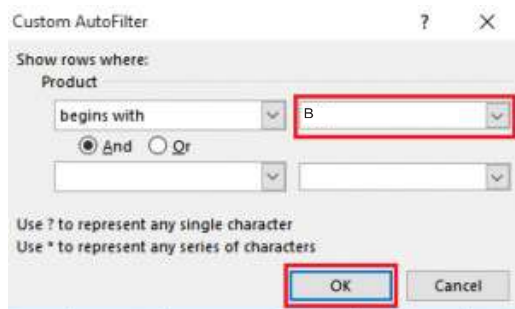 Custom AutoFilter ? ×
Show rows where:
Product
begins with B
And Or
Use ? to represent any single character
Use * to represent any series of characters
OK Cancel